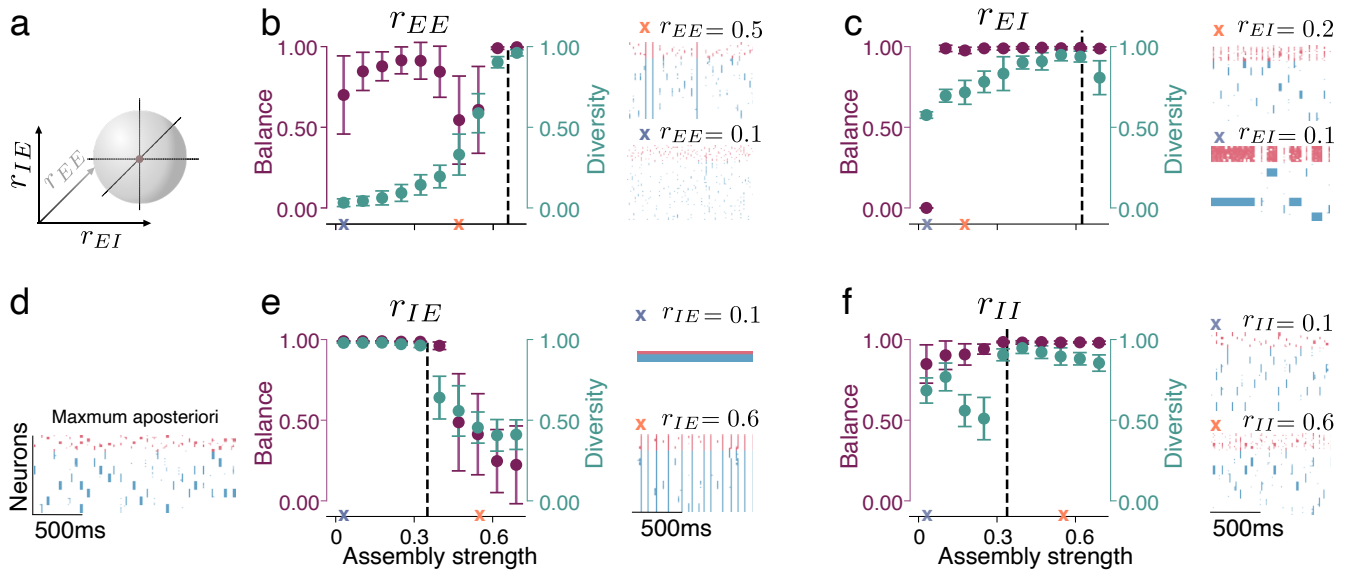 a
r_IE
r_EE
r_EI
b
r_EE
Balance
1.00
0.50
0.00
Diversity
1.00
0.50
0.00
x
x
x r_EE = 0.5
x r_EE = 0.1
c
r_EI
Balance
1.00
0.50
0.00
Diversity
1.00
0.50
0.00
x
x
x r_EI = 0.2
x r_EI = 0.1
d
Maxmum aposteriori
Neurons
500ms
e
r_IE
Balance
1.00
0.50
0.00
Diversity
1.00
0.50
0.00
x
x
0 0.3 0.6
Assembly strength
x r_IE = 0.1
x r_IE = 0.6
500ms
f
r_II
Balance
1.00
0.50
0.00
Diversity
1.00
0.50
0.00
x
x
0 0.3 0.6
Assembly strength
x r_II = 0.1
x r_II = 0.6
500ms